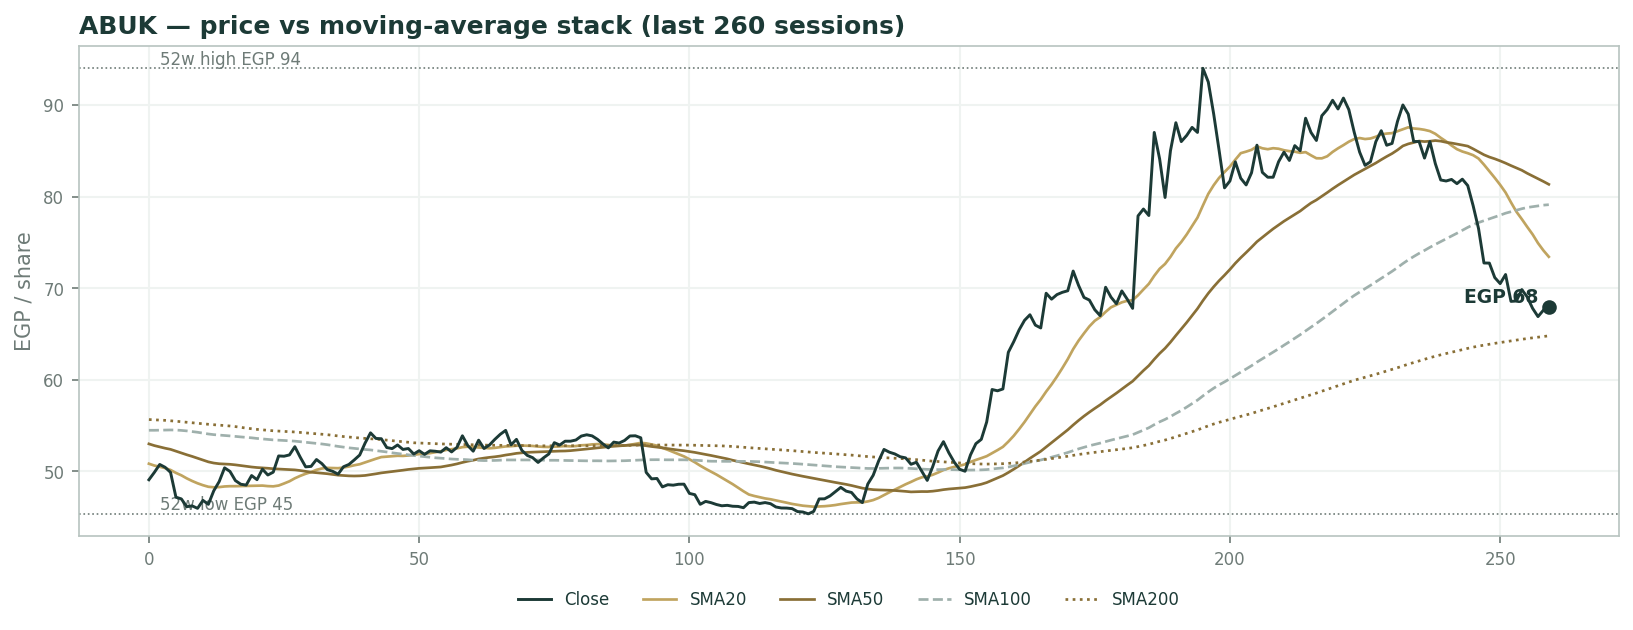 ABUK — price vs moving-average stack (last 260 sessions)
52w high EGP 94
90
80
70
60
50
EGP / share
EGP 68
52w low EGP 45
0
50
100
150
200
250
Close
SMA20
SMA50
SMA100
SMA200